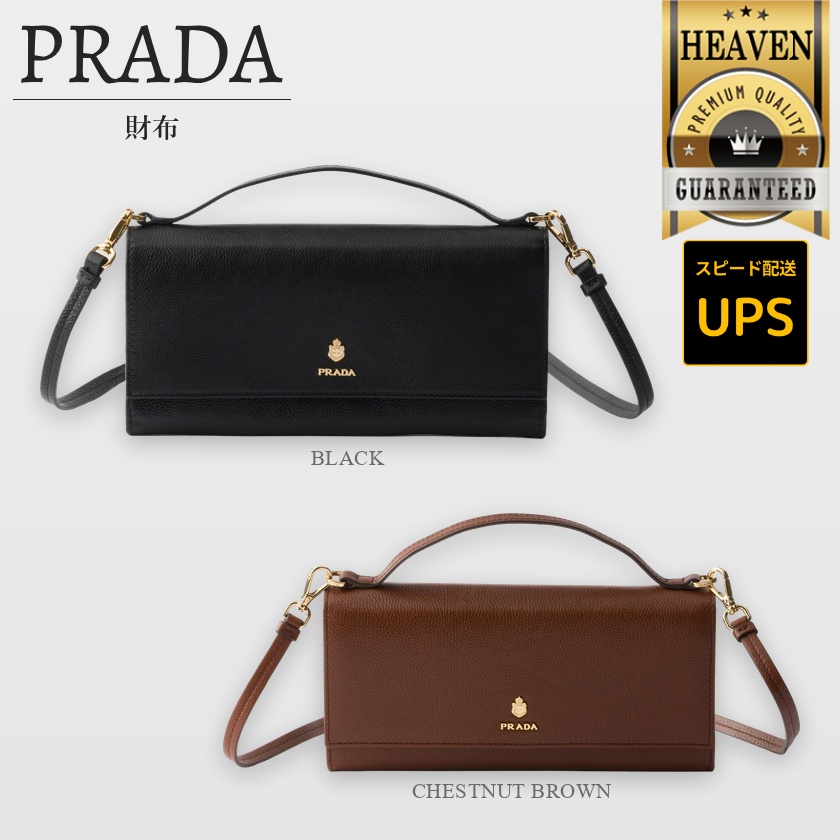 PRADA
財布
HEAVEN
PREMIUM QUALITY
GUARANTEED
スピード配送
UPS
PRADA
BLACK
PRADA
CHESTNUT BROWN